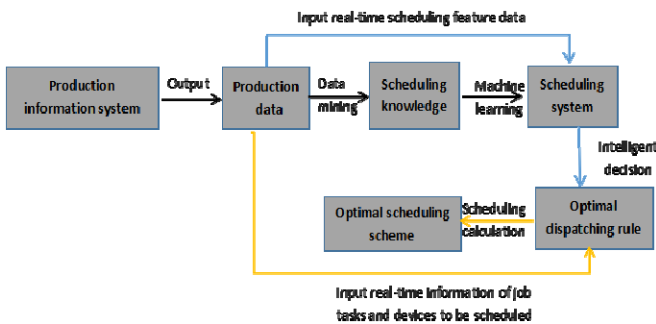 Input real-time scheduling feature data
Production
information system
Output
Production
data
Data
mining
Scheduling
knowledge
Machine
learning
Scheduling
system
Intelligent
decision
Optimal scheduling
scheme
Scheduling
calculation
Optimal
dispatching rule
Input real-time information of job
tasks and devices to be scheduled